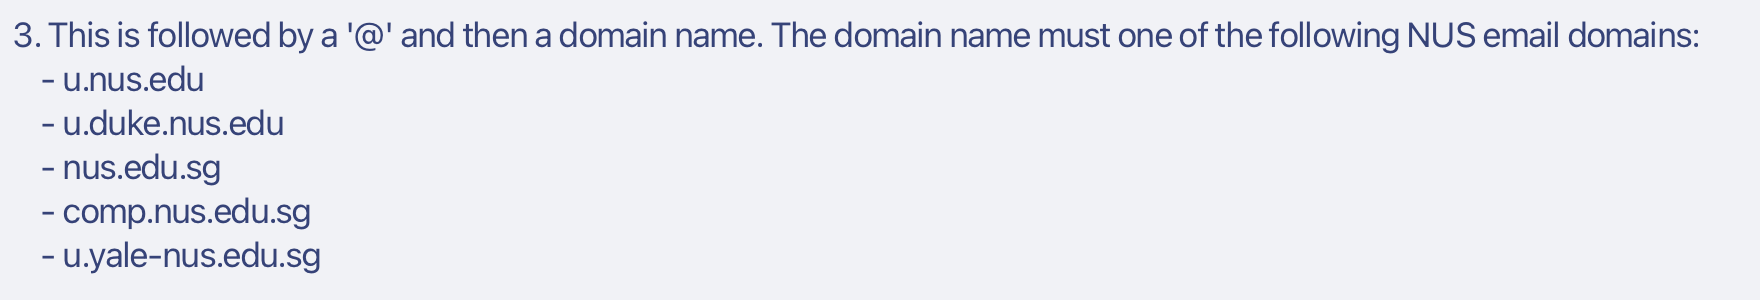 3. This is followed by a '@' and then a domain name. The domain name must one of the following NUS email domains:
- u.nus.edu
- u.duke.nus.edu
- nus.edu.sg
- comp.nus.edu.sg
- u.yale-nus.edu.sg